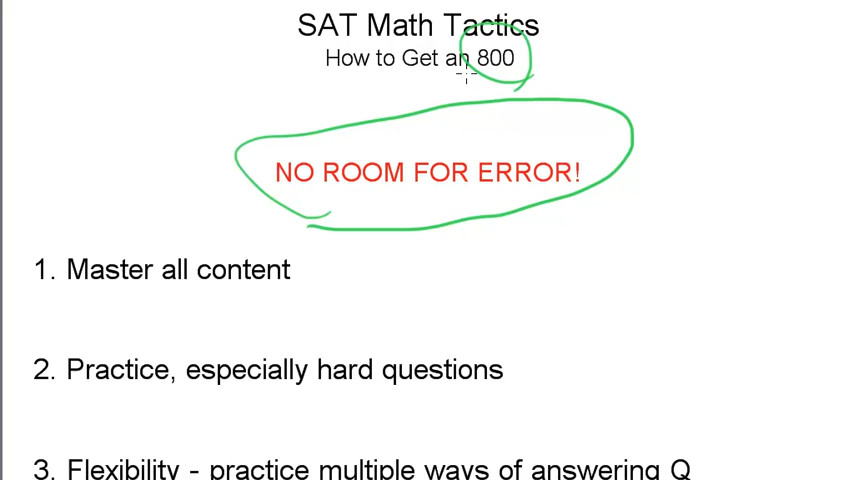 SAT Math Tactics
How to Get an 800
NO ROOM FOR ERROR!
1. Master all content
2. Practice, especially hard questions
3. Flexibility - practice multiple ways of answering Q